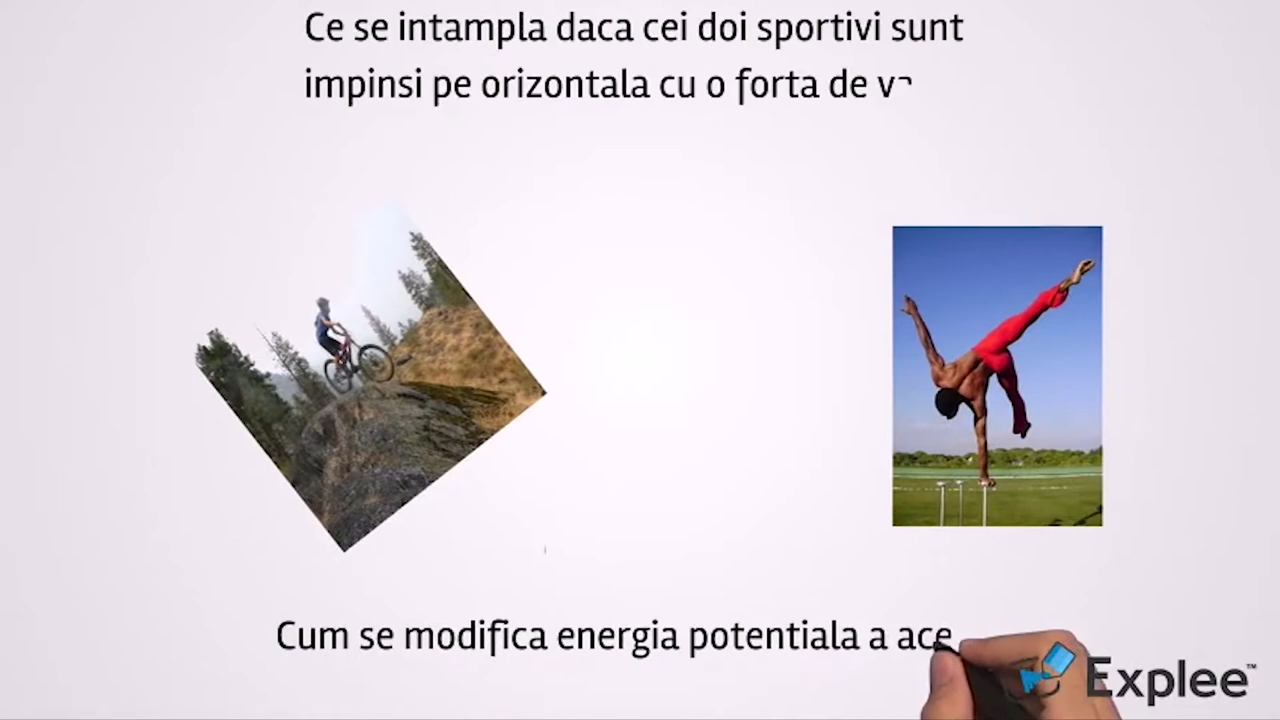 Ce se intampla daca cei doi sportivi sunt
impinsi pe orizontala cu o forta de
Cum se modifica energia potentiala a
Explee™